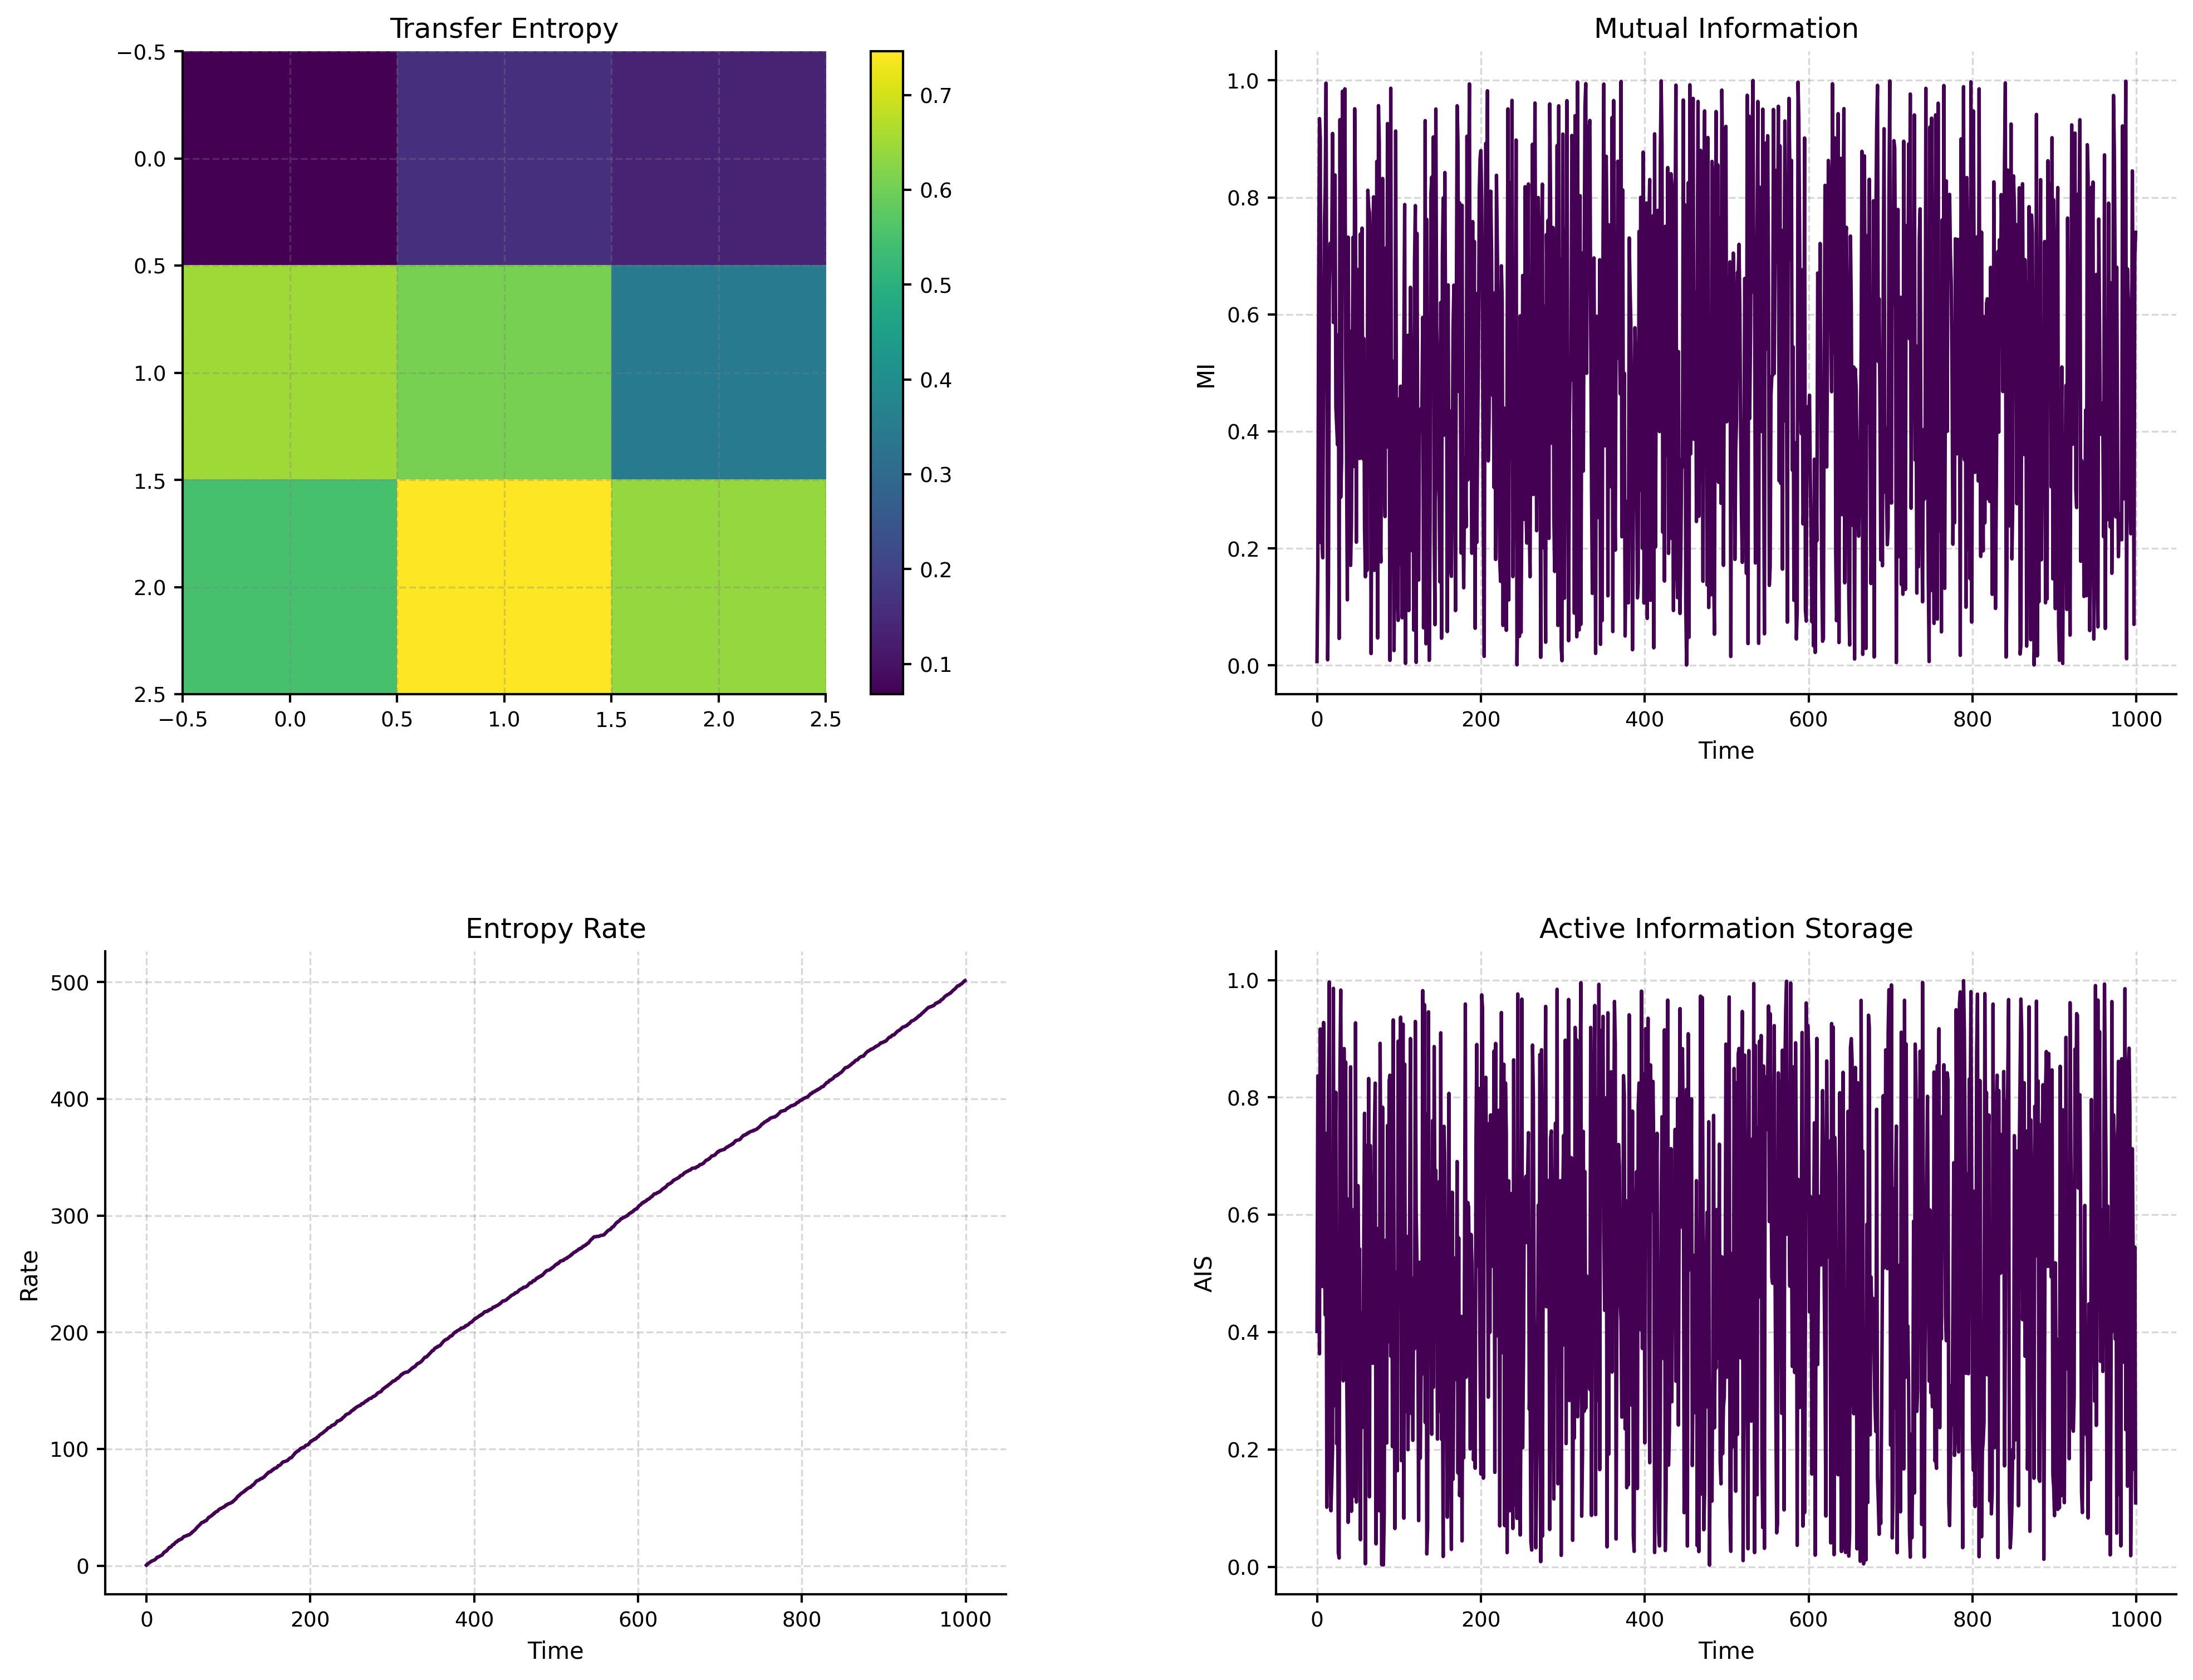 Transfer Entropy
−0.5
0.0
0.5
1.0
1.5
2.0
2.5
−0.5 0.0 0.5 1.0 1.5 2.0 2.5
0.7
0.6
0.5
0.4
0.3
0.2
0.1
Mutual Information
MI
1.0
0.8
0.6
0.4
0.2
0.0
0 200 400 600 800 1000
Time
Entropy Rate
Rate
500
400
300
200
100
0
0 200 400 600 800 1000
Time
Active Information Storage
AIS
1.0
0.8
0.6
0.4
0.2
0.0
0 200 400 600 800 1000
Time